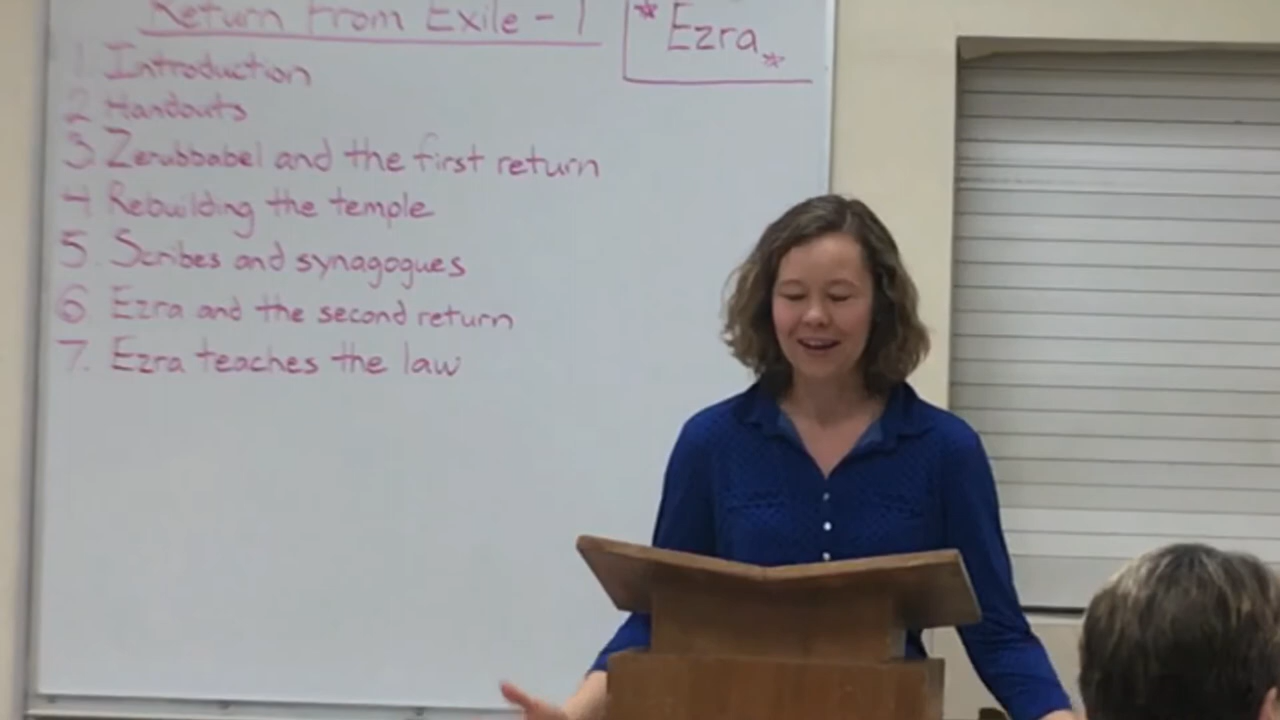 Return From Exile - 1
* Ezra *
1. Introduction
2 Handouts
3 Zerubbabel and the first return
4 Rebuilding the temple
5. Scribes and synagogues
6 Ezra and the second return
7. Ezra teaches the law